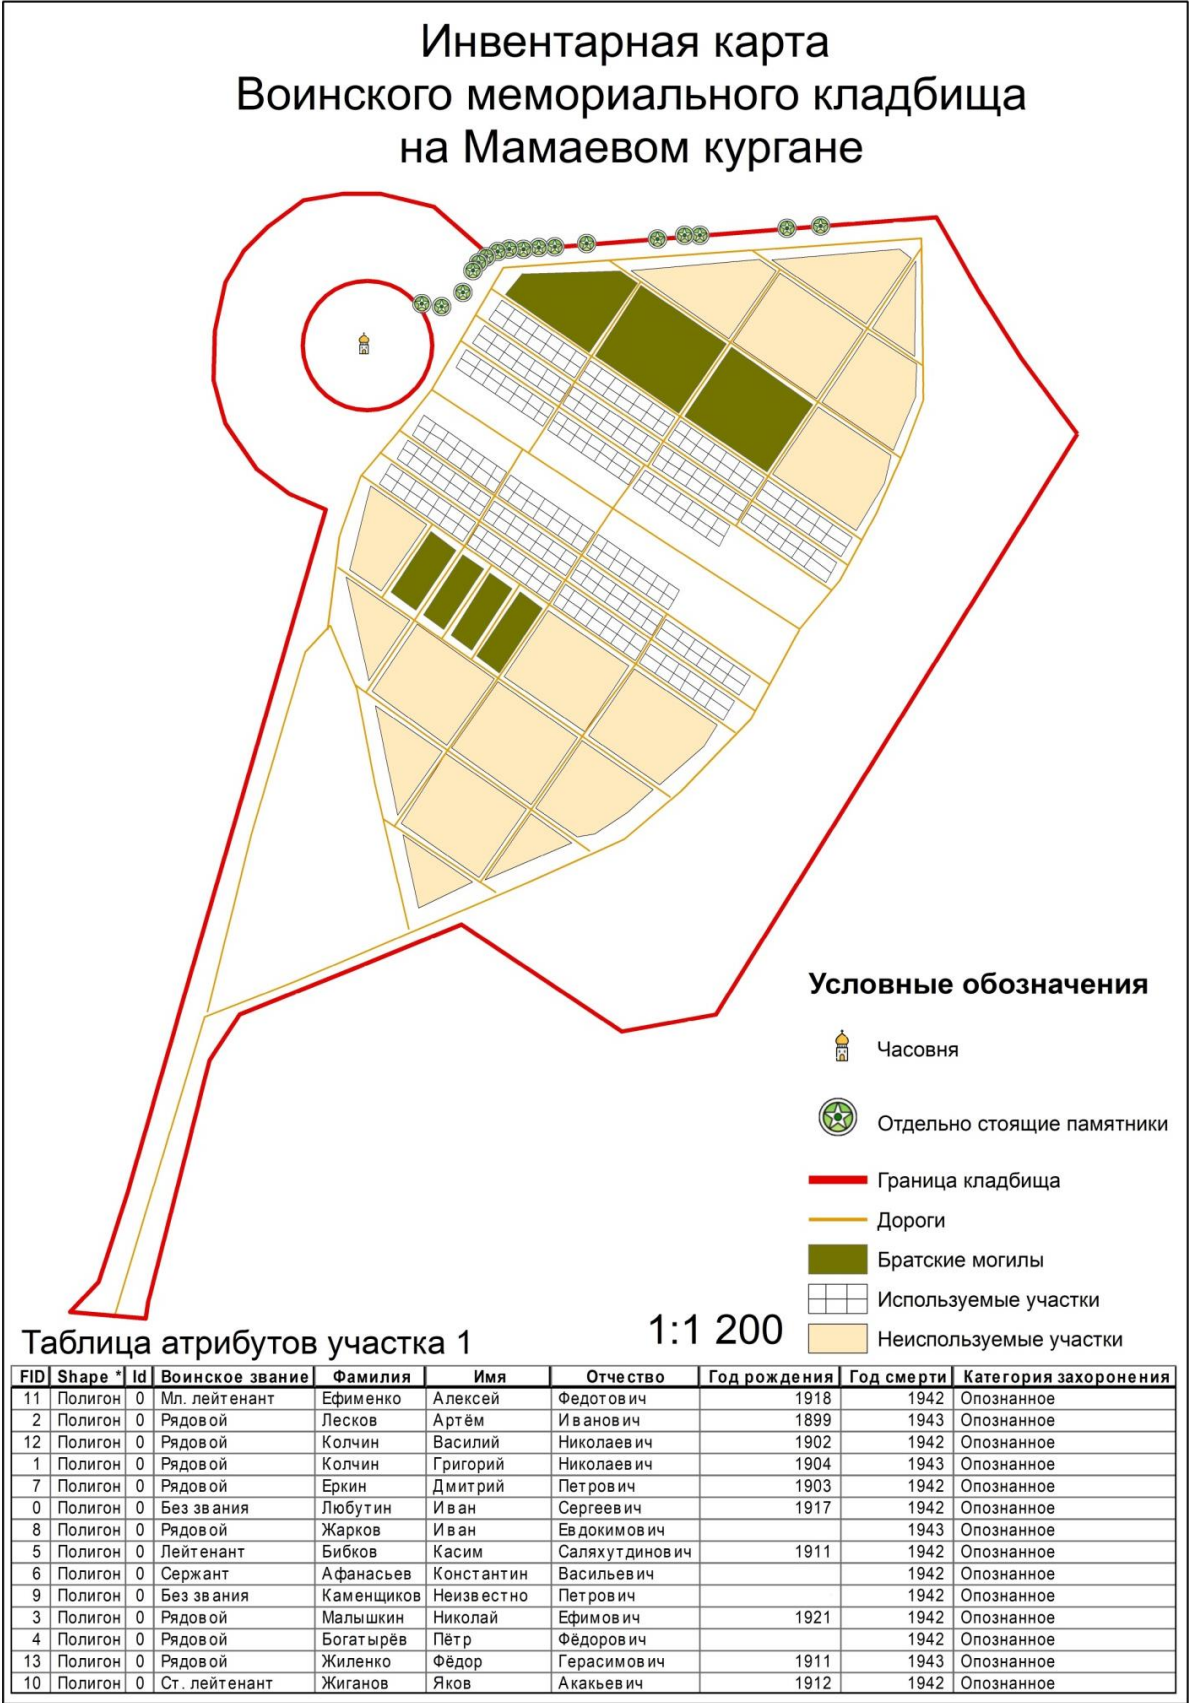 Инвентарная карта
Воинского мемориального кладбища
на Мамаевом кургане
Условные обозначения
Часовня
Отдельно стоящие памятники
Граница кладбища
Дороги
Братские могилы
Используемые участки
Неиспользуемые участки
1:1 200
Таблица атрибутов участка 1
FID Shape * Id Воинское звание Фамилия Имя Отчество Год рождения Год смерти Категория захоронения
11 Полигон 0 Мл. лейтенант Ефименко Алексей Федотович 1918 1942 Опознанное
2 Полигон 0 Рядовой Лесков Артём Иванович 1899 1943 Опознанное
12 Полигон 0 Рядовой Колчин Василий Николаевич 1902 1942 Опознанное
1 Полигон 0 Рядовой Колчин Григорий Николаевич 1904 1943 Опознанное
7 Полигон 0 Рядовой Еркин Дмитрий Петрович 1903 1942 Опознанное
0 Полигон 0 Без звания Любутин Иван Сергеевич 1917 1942 Опознанное
8 Полигон 0 Рядовой Жарков Иван Евдокимович 1943 Опознанное
5 Полигон 0 Лейтенант Бибков Касим Саляхутдинович 1911 1942 Опознанное
6 Полигон 0 Сержант Афанасьев Константин Васильевич 1942 Опознанное
9 Полигон 0 Без звания Каменщиков Неизвестно Петрович 1942 Опознанное
3 Полигон 0 Рядовой Малышкин Николай Ефимович 1921 1942 Опознанное
4 Полигон 0 Рядовой Богатырёв Пётр Фёдорович 1942 Опознанное
13 Полигон 0 Рядовой Жиленко Фёдор Герасимович 1911 1943 Опознанное
10 Полигон 0 Ст. лейтенант Жиганов Яков Акакьевич 1912 1942 Опознанное